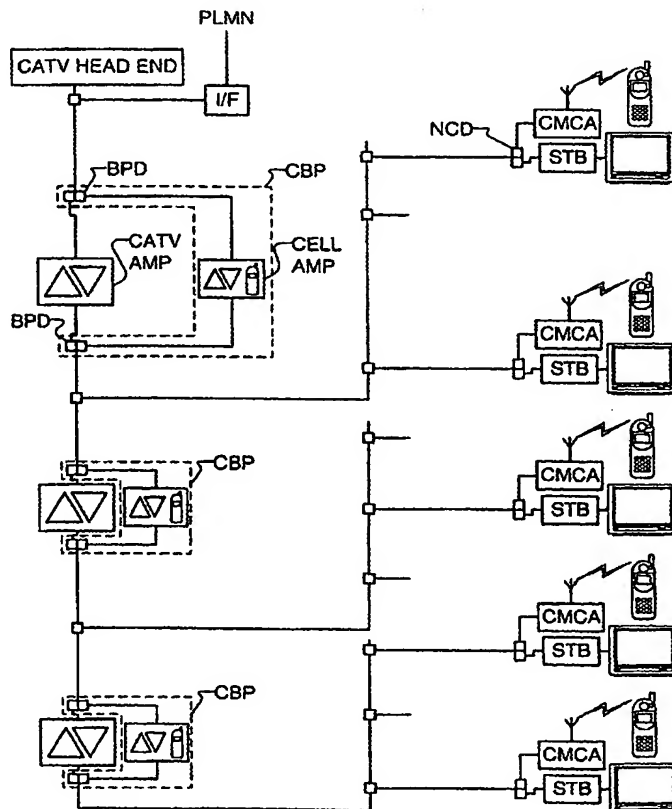 PLMN
CATV HEAD END
I/F
NCD
CMCA
STB
BPD
CBP
CATV
AMP
CELL
AMP
BPD
CMCA
STB
CBP
CMCA
STB
CMCA
STB
CBP
CMCA
STB